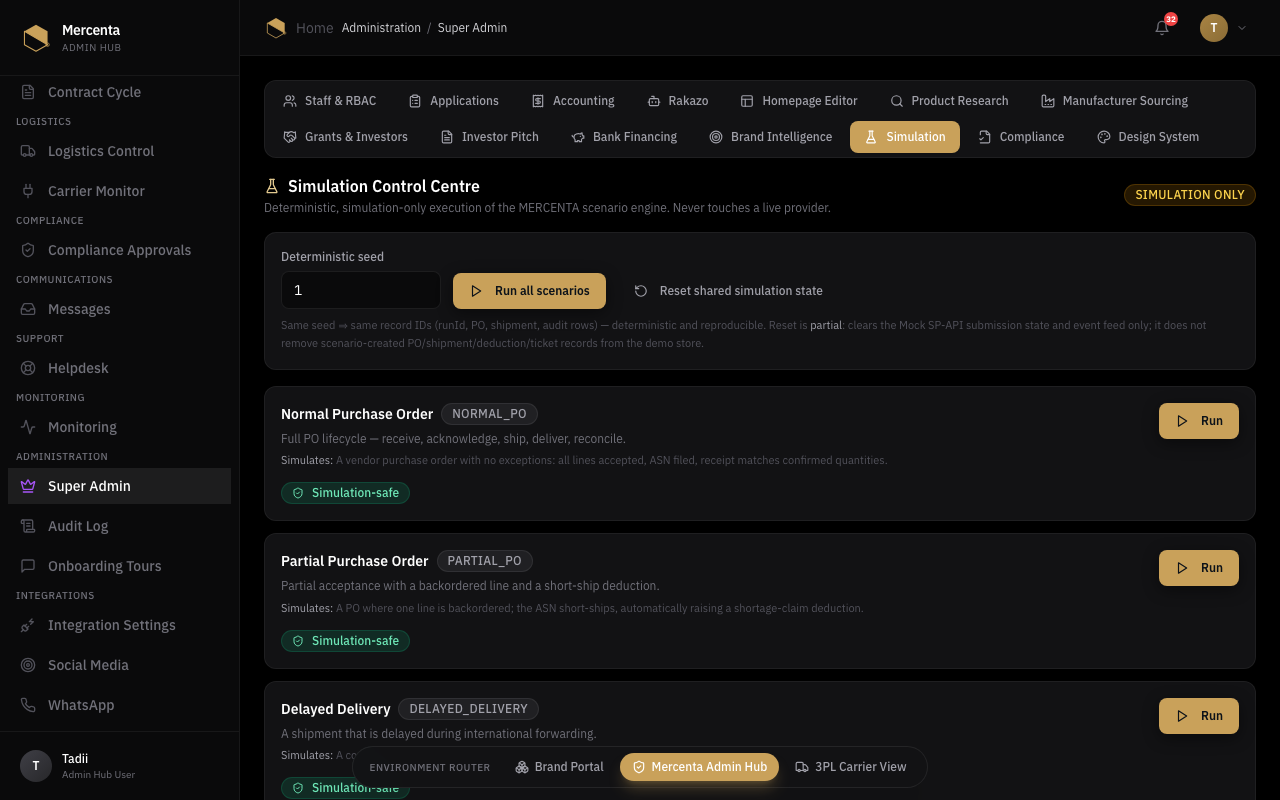 Mercenta
ADMIN HUB
Contract Cycle
LOGISTICS
Logistics Control
Carrier Monitor
COMPLIANCE
Compliance Approvals
COMMUNICATIONS
Messages
SUPPORT
Helpdesk
MONITORING
Monitoring
ADMINISTRATION
Super Admin
Audit Log
Onboarding Tours
INTEGRATIONS
Integration Settings
Social Media
WhatsApp
T
Tadii
Admin Hub User
Home Administration / Super Admin
32
T
Staff & RBAC Applications Accounting Rakazo Homepage Editor Product Research Manufacturer Sourcing
Grants & Investors Investor Pitch Bank Financing Brand Intelligence Simulation Compliance Design System
Simulation Control Centre
Deterministic, simulation-only execution of the MERCENTA scenario engine. Never touches a live provider.
SIMULATION ONLY
Deterministic seed
1 Run all scenarios Reset shared simulation state
Same seed ⇒ same record IDs (runId, PO, shipment, audit rows) — deterministic and reproducible. Reset is partial: clears the Mock SP-API submission state and event feed only; it does not
remove scenario-created PO/shipment/deduction/ticket records from the demo store.
Normal Purchase Order NORMAL_PO
Run
Full PO lifecycle — receive, acknowledge, ship, deliver, reconcile.
Simulates: A vendor purchase order with no exceptions: all lines accepted, ASN filed, receipt matches confirmed quantities.
Simulation-safe
Partial Purchase Order PARTIAL_PO
Run
Partial acceptance with a backordered line and a short-ship deduction.
Simulates: A PO where one line is backordered; the ASN short-ships, automatically raising a shortage-claim deduction.
Simulation-safe
Delayed Delivery DELAYED_DELIVERY
Run
A shipment that is delayed during international forwarding.
Simulates: A
Simulation-safe
ENVIRONMENT ROUTER Brand Portal Mercenta Admin Hub 3PL Carrier View